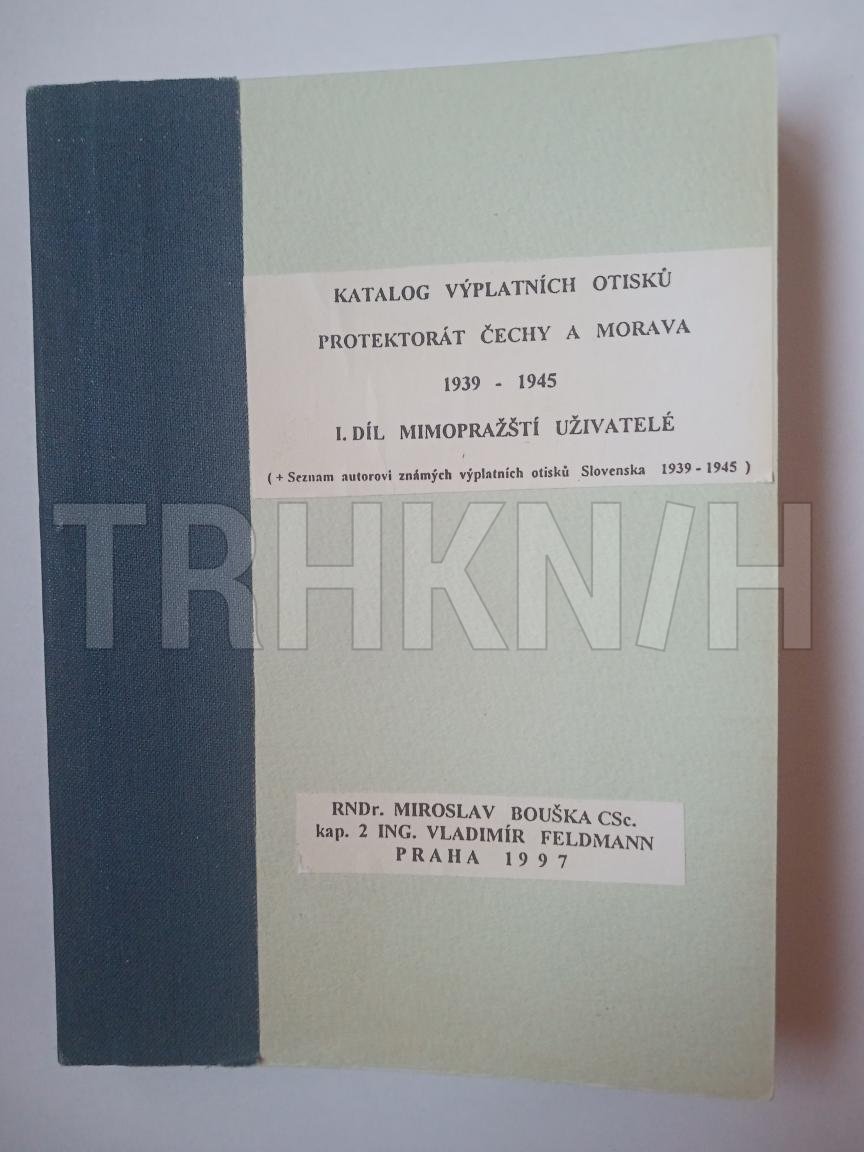 KATALOG VÝPLATNÍCH OTISKŮ
PROTEKTORÁT ČECHY A MORAVA
1939 - 1945
I. DÍL MIMOPRAŽŠTÍ UŽIVATELÉ
( + Seznam autorovi známých výplatních otisků Slovenska 1939 - 1945 )
TRHKN/H
RNDr. MIROSLAV BOUŠKA CSc.
kap. 2 ING. VLADIMÍR FELDMANN
PRAHA 1997